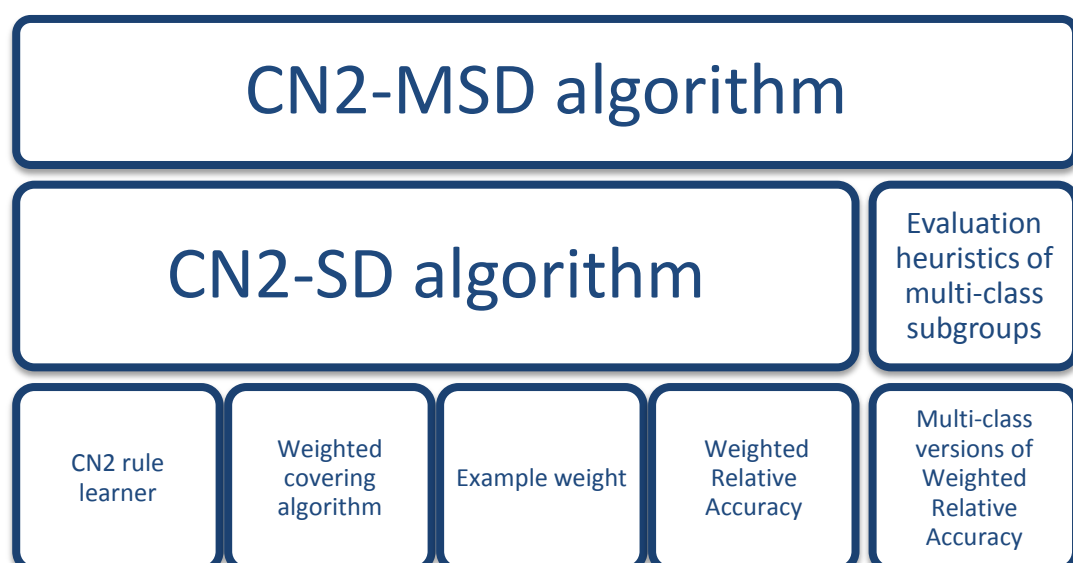 CN2-MSD algorithm
CN2-SD algorithm
Evaluation
heuristics of
multi-class
subgroups
CN2 rule
learner
Weighted
covering
algorithm
Example weight
Weighted
Relative
Accuracy
Multi-class
versions of
Weighted
Relative
Accuracy